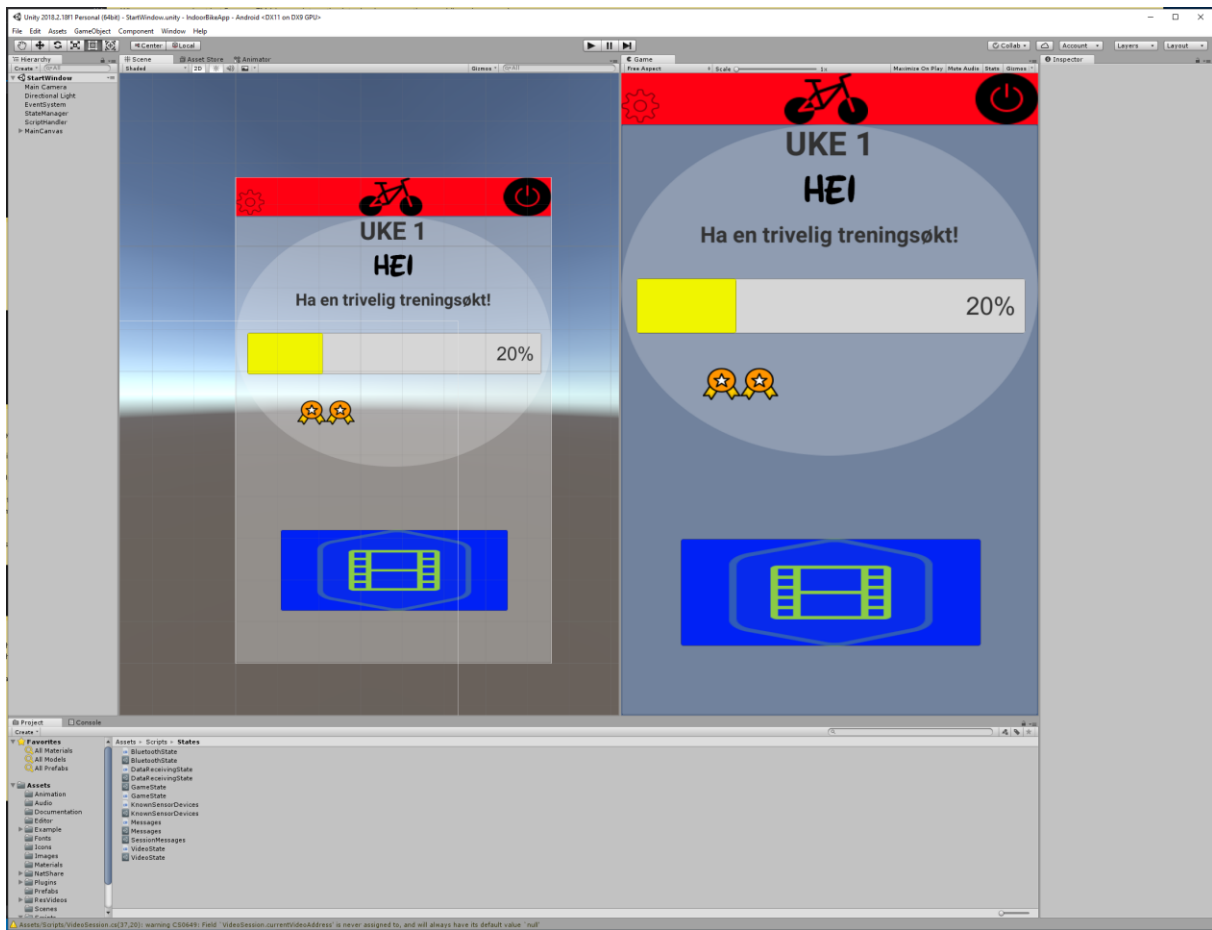 Unity 2018.2.18f1 Personal (64bit) - StartWindow.unity - IndoorBikeApp - Android <DX11 on DX9 GPU>
File Edit Assets GameObject Component Window Help
Center Local
Collab Account Layers Layout
Hierarchy
Create
StartWindow
Main Camera
Directional Light
EventSystem
StateManager
ScriptHandler
MainCanvas
Scene Asset Store Animator
Shaded 2D Gizmos All
UKE 1
HEI
Ha en trivelig treningsøkt!
20%
Game
Free Aspect Scale 1x Maximize On Play Mute Audio Stats Gizmos
UKE 1
HEI
Ha en trivelig treningsøkt!
20%
Inspector
Project Console
Create
Favorites
All Materials
All Models
All Prefabs
Assets
Animation
Audio
Documentation
Editor
Example
Fonts
Icons
Images
Materials
NatShare
Plugins
Prefabs
ResVideos
Scenes
Scripts
Assets Scripts States
BluetoothState
BluetoothState
DataReceivingState
DataReceivingState
GameState
GameState
KnownSensorDevices
KnownSensorDevices
Messages
Messages
SessionMessages
VideoState
VideoState
Assets/Scripts/VideoSession.cs(37,20): warning CS0649: Field `VideoSession.currentVideoAddress' is never assigned to, and will always have its default value `null'